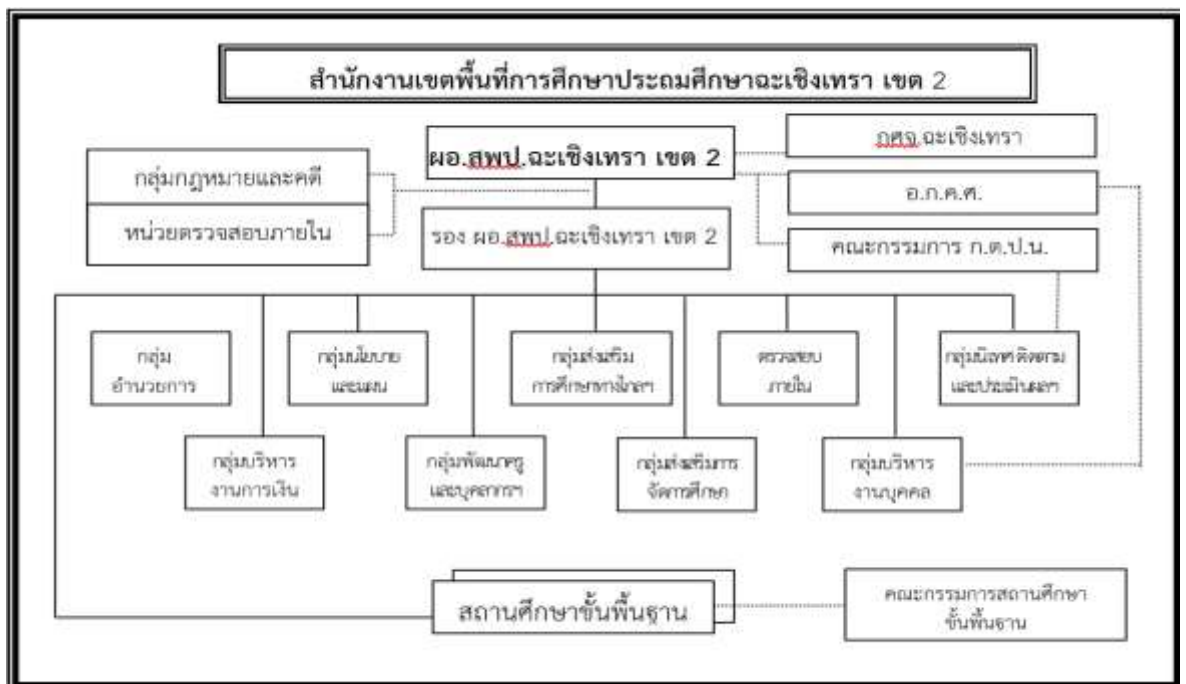 สำนักงานเขตพื้นที่การศึกษาประถมศึกษาฉะเชิงเทรา เขต 2
ผอ.สพป.ฉะเชิงเทรา เขต 2
กศจ.ฉะเชิงเทรา
กลุ่มกฎหมายและคดี
อ.ก.ค.ศ.
หน่วยตรวจสอบภายใน
รอง ผอ.สพป.ฉะเชิงเทรา เขต 2
คณะกรรมการ ก.ต.ป.น.
กลุ่ม
อำนวยการ
กลุ่มนโยบาย
และแผน
กลุ่มส่งเสริม
การศึกษาทางไกลฯ
ตรวจสอบ
ภายใน
กลุ่มนิเทศ ติดตาม
และประเมินผลฯ
กลุ่มบริหาร
งานการเงิน
กลุ่มพัฒนาครู
และบุคลากรฯ
กลุ่มส่งเสริมการ
จัดการศึกษา
กลุ่มบริหาร
งานบุคคล
สถานศึกษาขั้นพื้นฐาน
คณะกรรมการสถานศึกษา
ขั้นพื้นฐาน